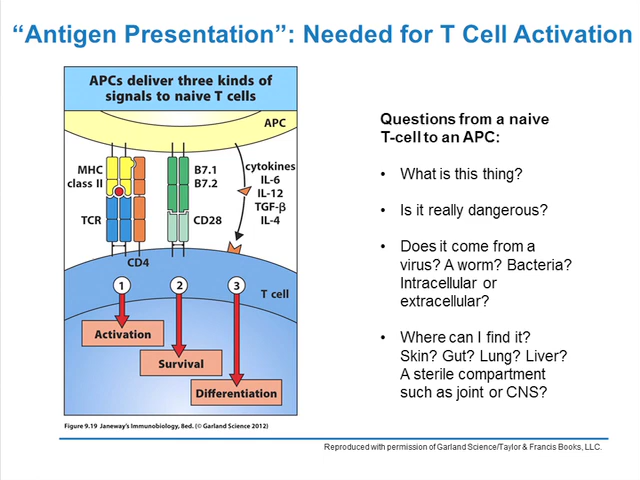 “Antigen Presentation”: Needed for T Cell Activation
APCs deliver three kinds of
signals to naive T cells
APC
MHC
class II
B7.1
B7.2
cytokines
IL-6
IL-12
TGF-β
IL-4
TCR
CD28
CD4
1
2
3
T cell
Activation
Survival
Differentiation
Figure 9.19 Janeway's Immunobiology, 8ed. (© Garland Science 2012)
Questions from a naive
T-cell to an APC:
• What is this thing?
• Is it really dangerous?
• Does it come from a
virus? A worm? Bacteria?
Intracellular or
extracellular?
• Where can I find it?
Skin? Gut? Lung? Liver?
A sterile compartment
such as joint or CNS?
Reproduced with permission of Garland Science/Taylor & Francis Books, LLC.